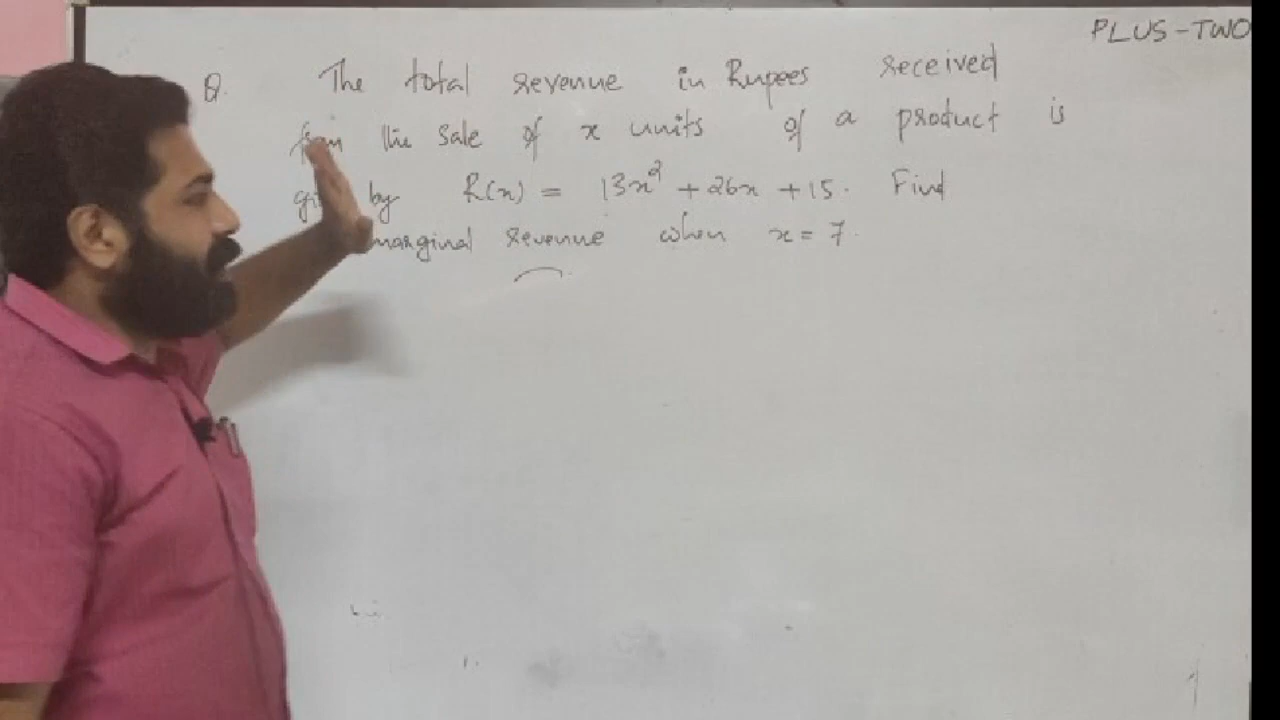 PLUS-TWO
Q. The total revenue in Rupees received
from the sale of x units of a product is
by R(x) = 13x² + 26x + 15. Find
marginal revenue when x = 7.